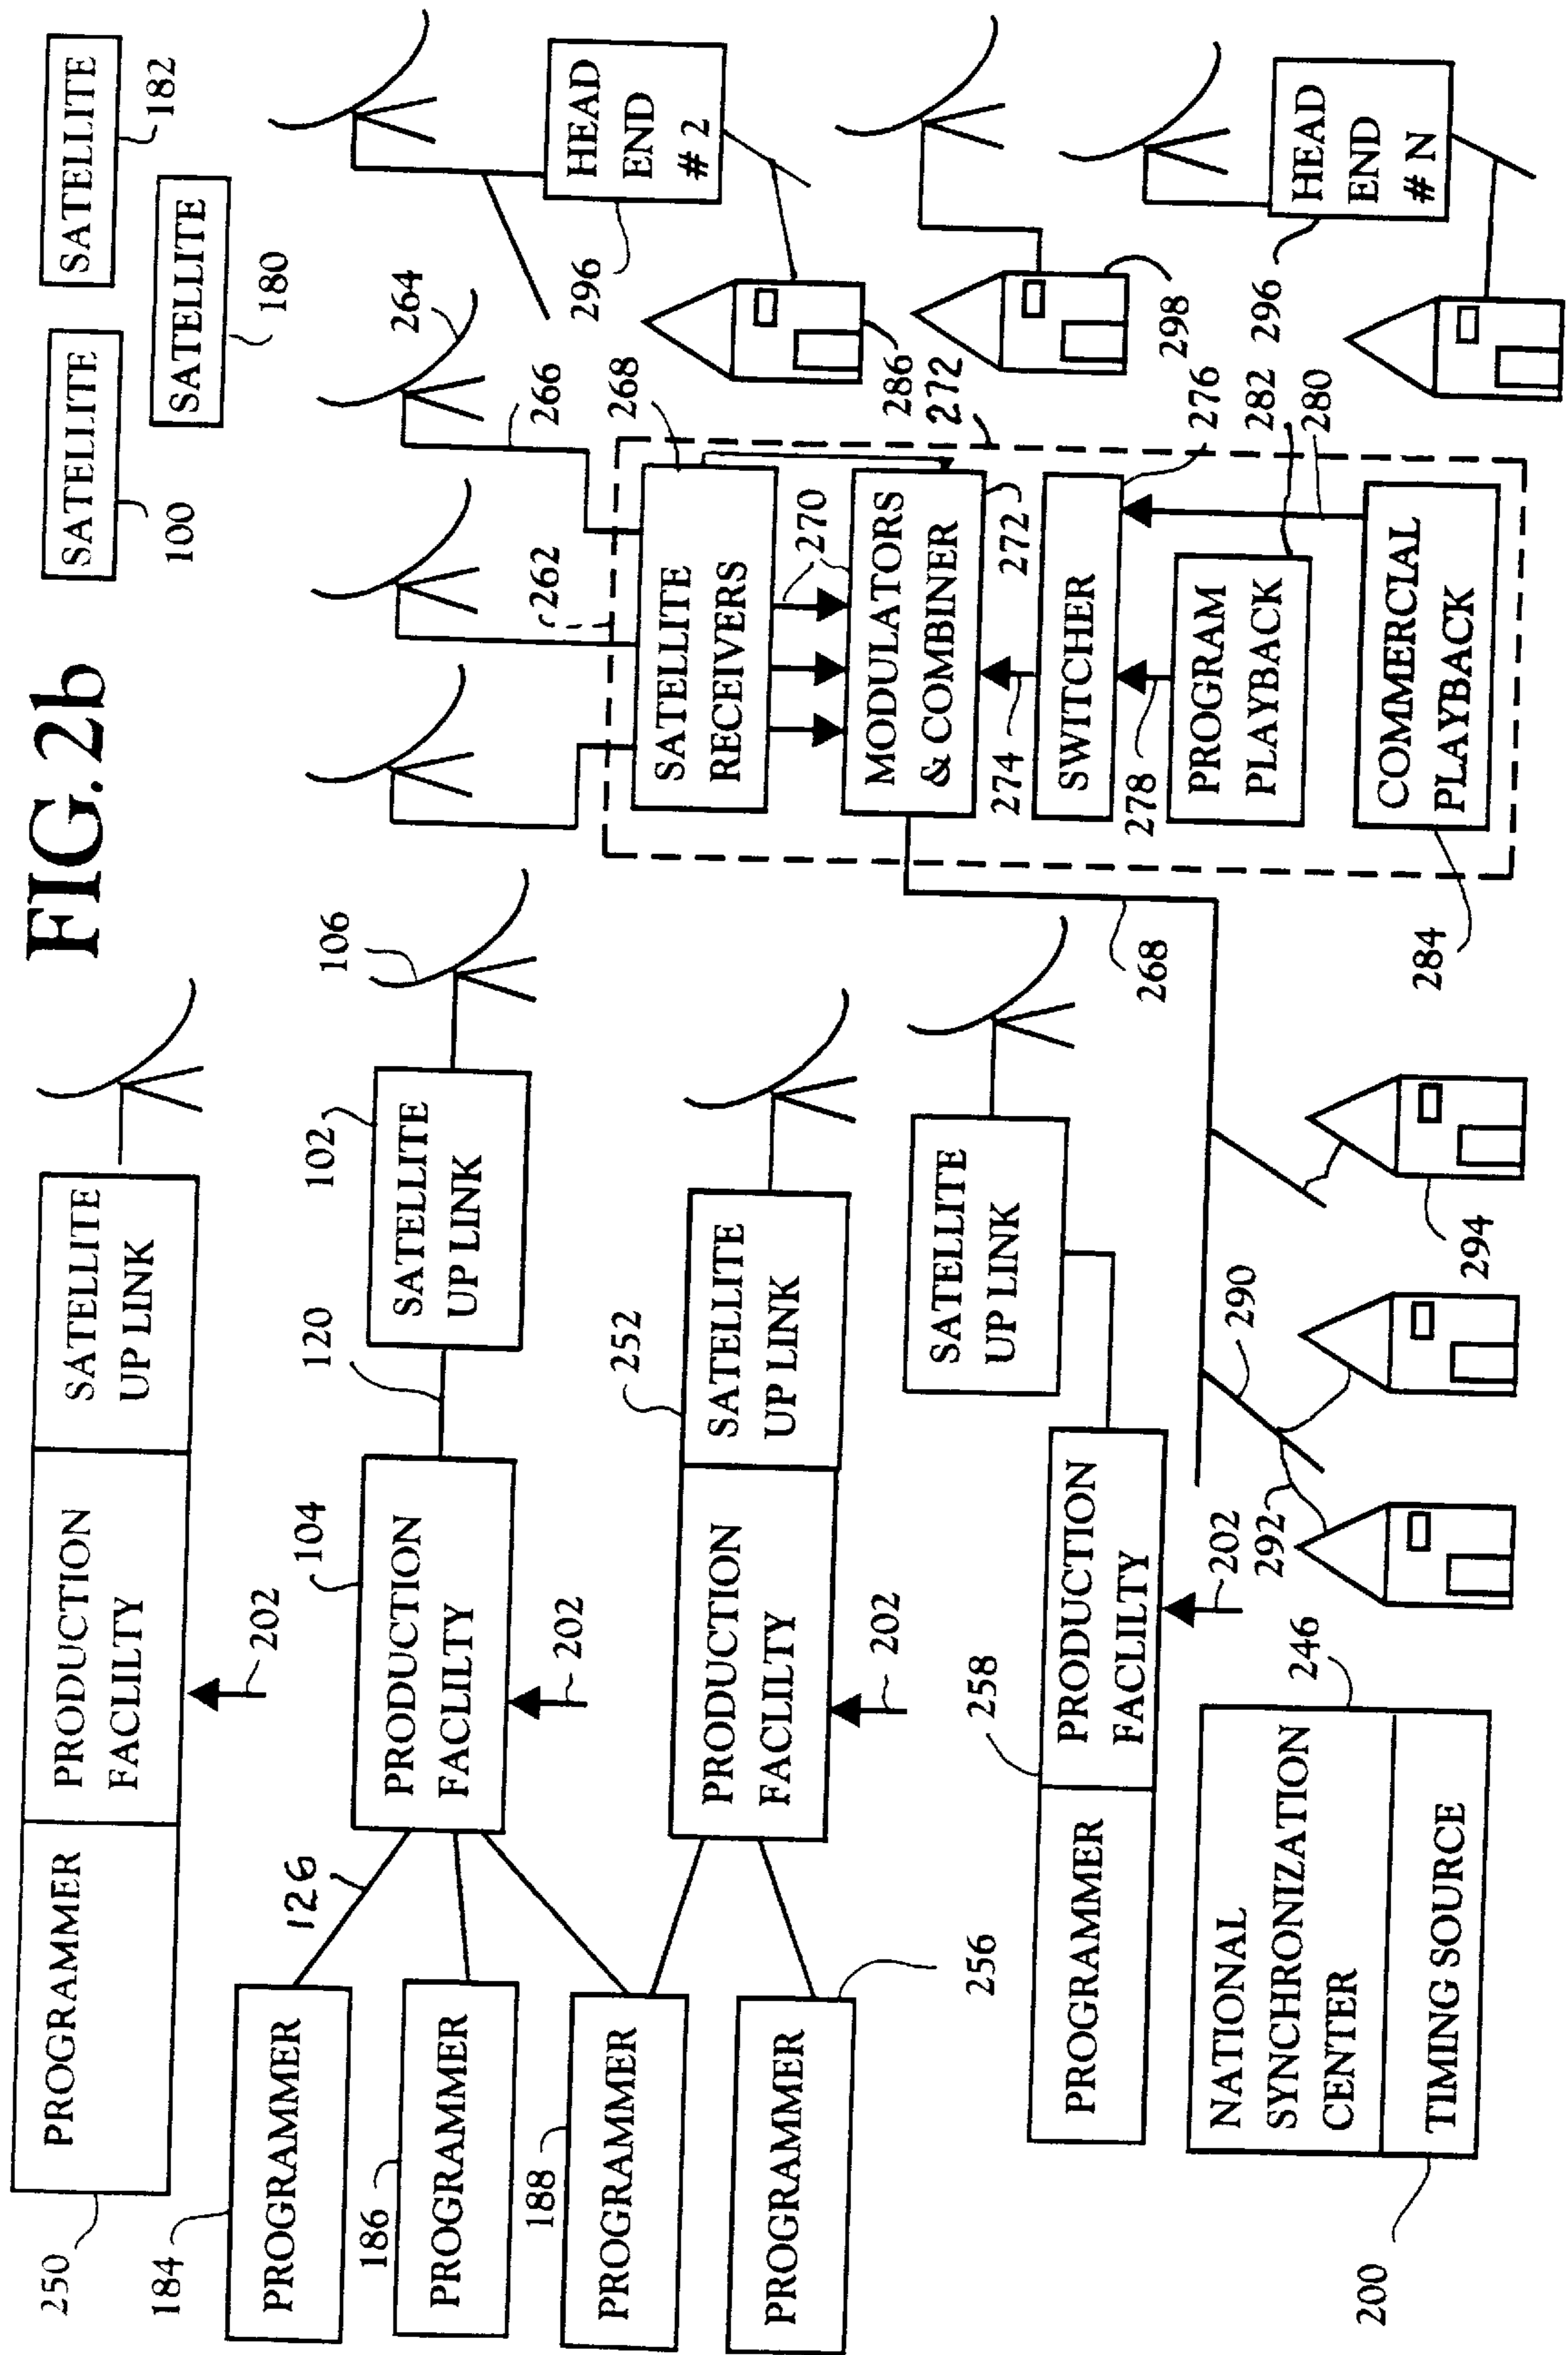 FIG. 2b
SATELLITE
100
SATELLITE
180
SATELLITE
182
250
PROGRAMMER
PRODUCTION
FACLILTY
SATELLITE
UP LINK
202
184
PROGRAMMER
126
186
PROGRAMMER
188
PROGRAMMER
PROGRAMMER
256
104
PRODUCTION
FACLILTY
202
120
102
SATELLITE
UP LINK
106
PRODUCTION
FACLILTY
202
252
SATELLITE
UP LINK
PROGRAMMER
258
PRODUCTION
FACLILTY
202
SATELLITE
UP LINK
NATIONAL
SYNCHRONIZATION
CENTER
246
TIMING SOURCE
200
292
290
294
268
262
264
266
268
SATELLITE
RECEIVERS
270
MODULATORS
& COMBINER
272
272
274
SWITCHER
276
278
PROGRAM
PLAYBACK
282
280
COMMERCIAL
PLAYBACK
284
HEAD
END
# 2
296
286
298
HEAD
END
# N
296